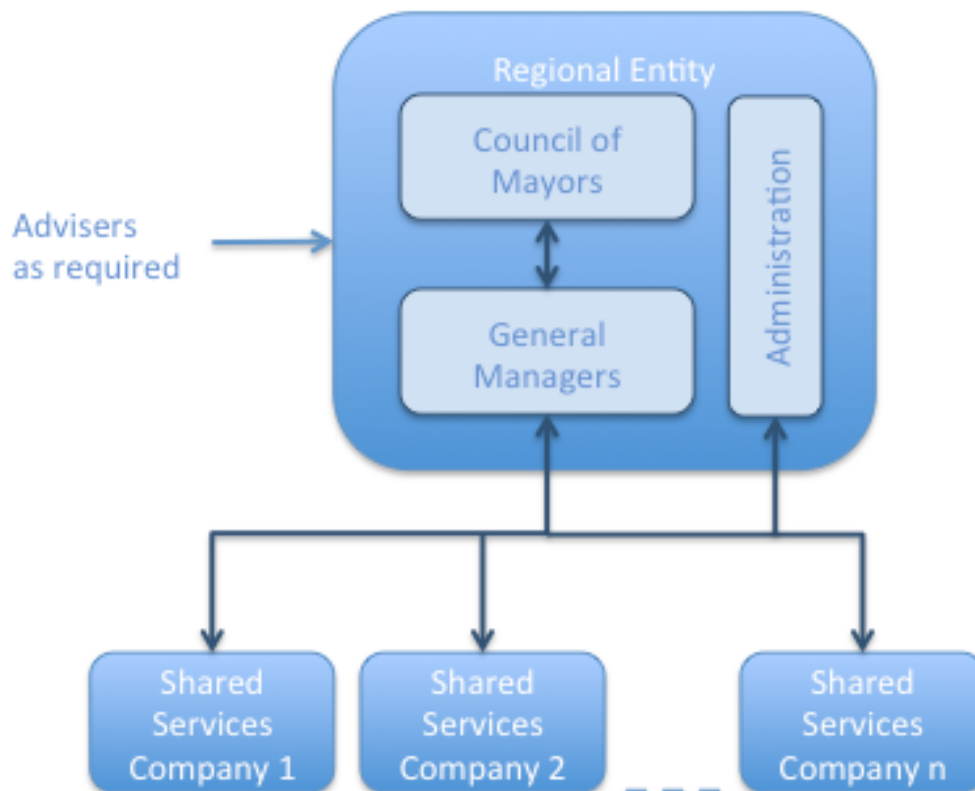 Regional Entity
Council of
Mayors
Administration
Advisers
as required
General
Managers
Shared
Services
Company 1
Shared
Services
Company 2
Shared
Services
Company n